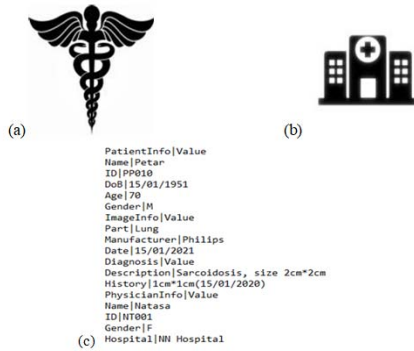 (a)
(b)
PatientInfo|Value
Name|Petar
ID|PP010
DoB|15/01/1951
Age|70
Gender|M
ImageInfo|Value
Part|Lung
Manufacturer|Philips
Date|15/01/2021
Diagnosis|Value
Description|Sarcoidosis, size 2cm*2cm
History|1cm*1cm(15/01/2020)
PhysicianInfo|Value
Name|Natasa
ID|NT001
Gender|F
(c) Hospital|NN Hospital